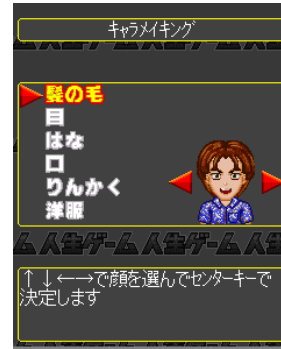 キャラメイキング
髪の毛
目
はな
口
りんかく
洋服
ム人生ゲーム人生ゲーム人生
↑↓←→で顔を選んでセンターキーで
決定します